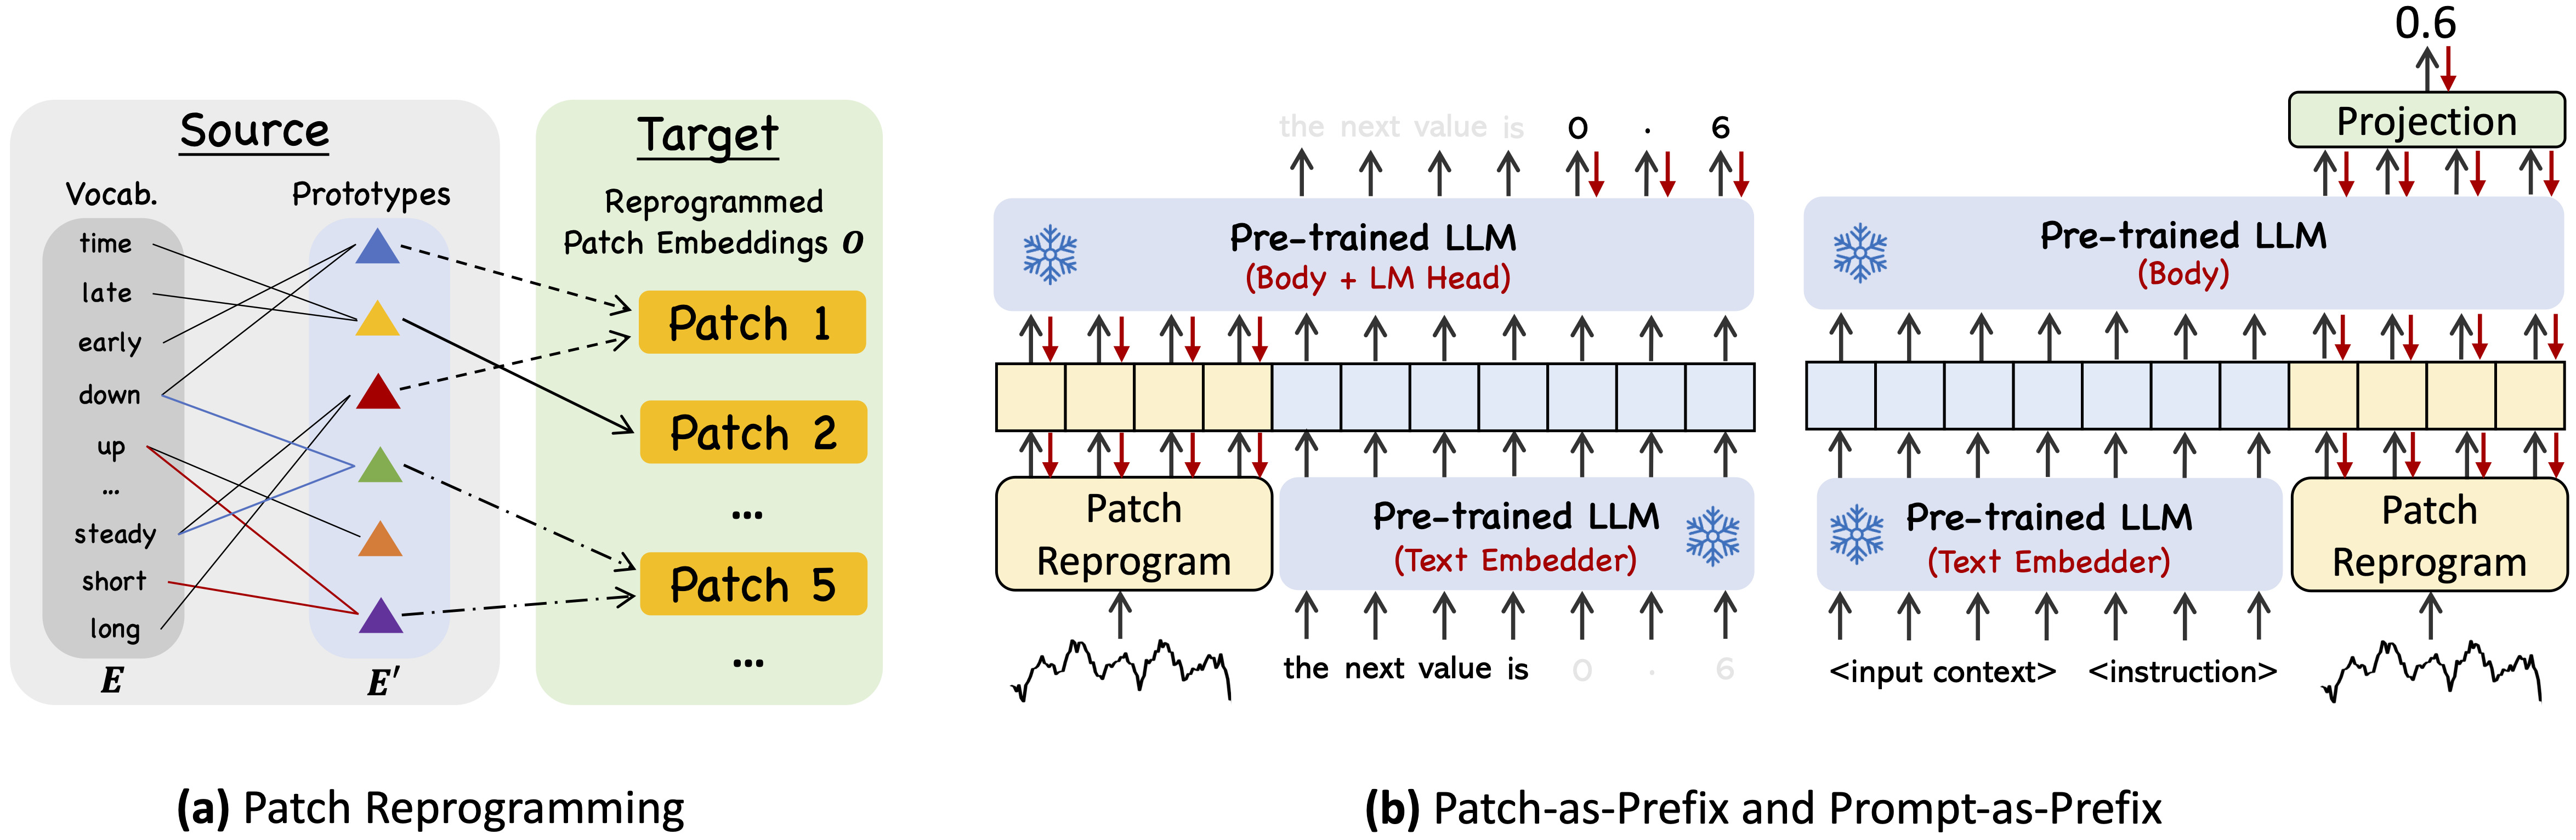 Source
Vocab.
Prototypes
time
late
early
down
up
...
steady
short
long
E
E′
Target
Reprogrammed
Patch Embeddings O
Patch 1
Patch 2
...
Patch 5
...
(a) Patch Reprogramming
the next value is 0 . 6
Pre-trained LLM
(Body + LM Head)
Patch
Reprogram
Pre-trained LLM
(Text Embedder)
the next value is 0 . 6
0.6
Projection
Pre-trained LLM
(Body)
Pre-trained LLM
(Text Embedder)
Patch
Reprogram
<input context> <instruction>
(b) Patch-as-Prefix and Prompt-as-Prefix